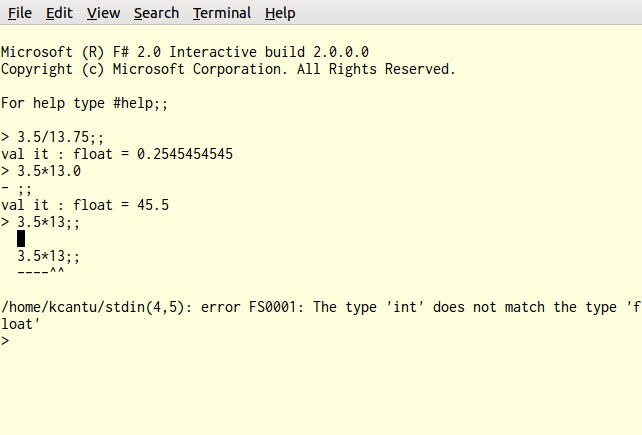 File Edit View Search Terminal Help
Microsoft (R) F# 2.0 Interactive build 2.0.0.0
Copyright (c) Microsoft Corporation. All Rights Reserved.
For help type #help;;
> 3.5/13.75;;
val it : float = 0.2545454545
> 3.5*13.0
- ;;
val it : float = 45.5
> 3.5*13;;
3.5*13;;
----^^
/home/kcantu/stdin(4,5): error FS0001: The type 'int' does not match the type 'f
loat'
>